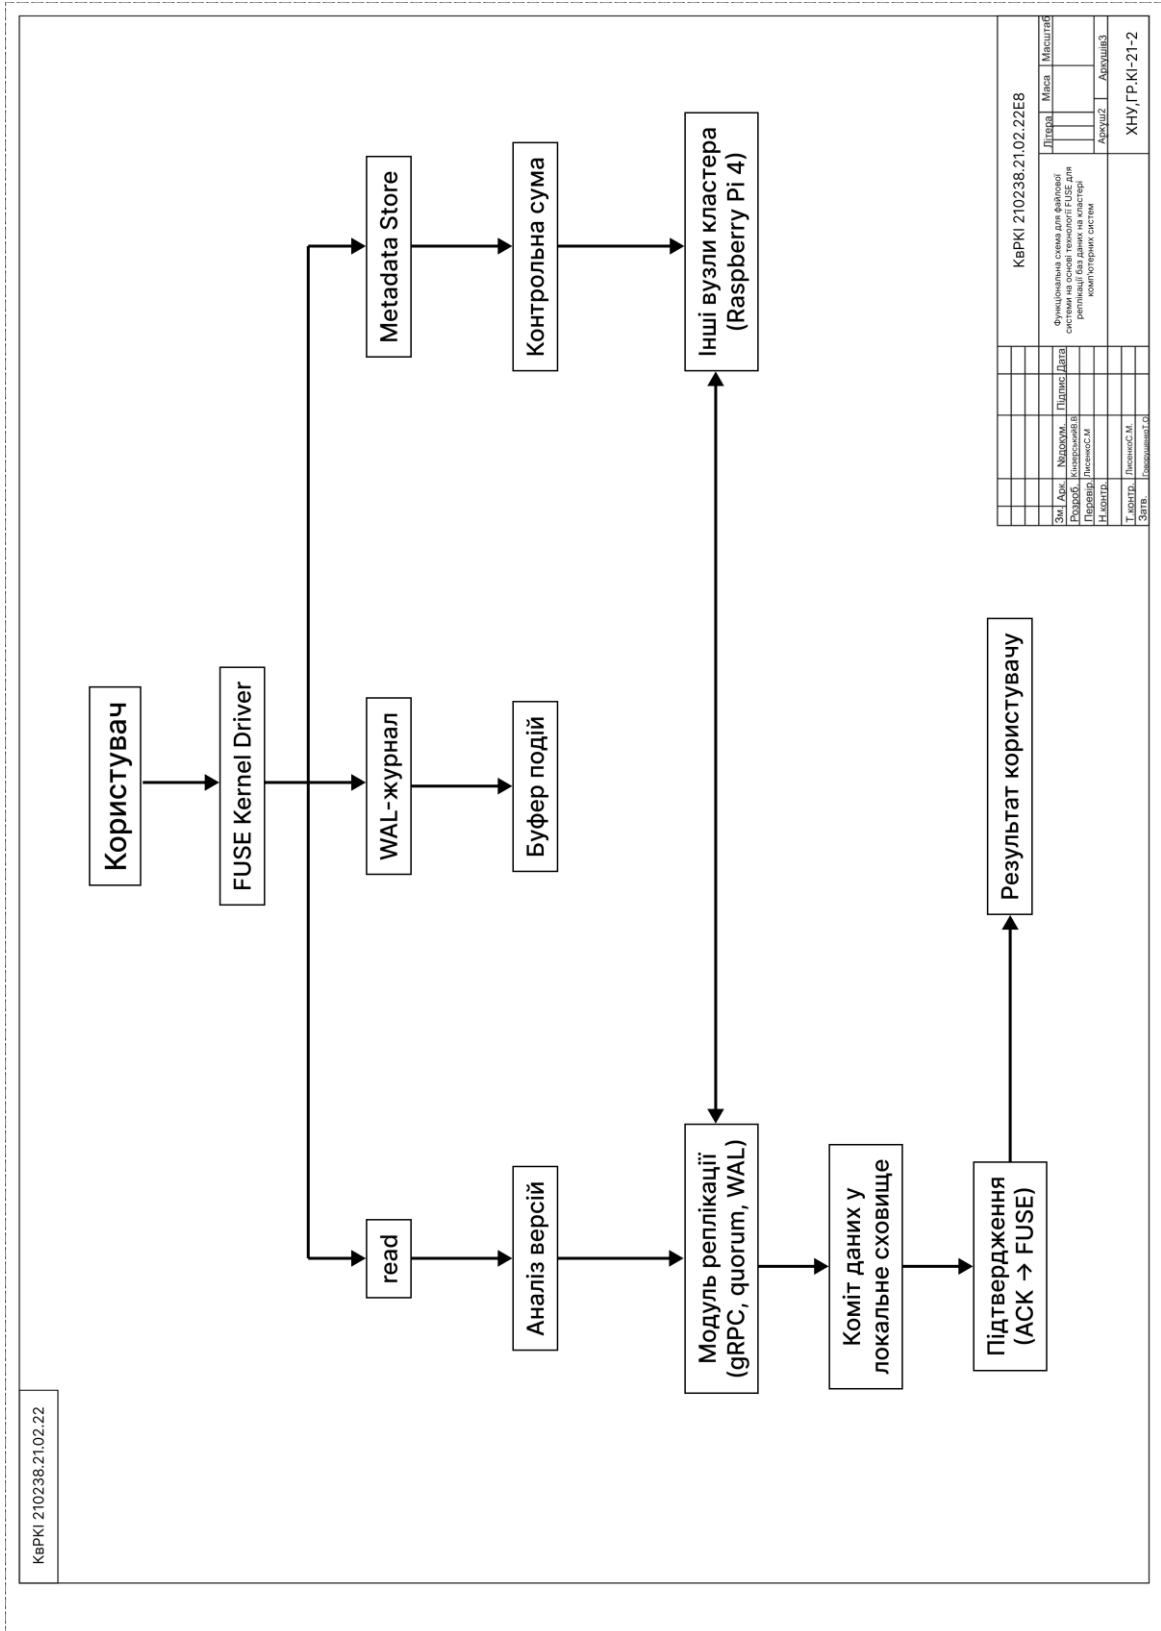 КвРКІ 210238.21.02.22
Користувач
FUSE Kernel Driver
read
WAL-журнал
Metadata Store
Аналіз версій
Буфер подій
Контрольна сума
Модуль реплікації
(gRPC, quorum, WAL)
Інші вузли кластера
(Raspberry Pi 4)
Коміт даних у
локальне сховище
Підтвердження
(ACK → FUSE)
Результат користувачу
КвРКІ 210238.21.02.22Е8
Зм. Арк. №докум. Підпис Дата
Розроб. Кінзерський В.В
Перевір. Лисенко С.М
Н.контр.
Т.контр. Лисенко С.М.
Затв.
Функціональна схема для файлової
системи на основі технології FUSE для
реплікації баз даних на кластері
комп'ютерних систем
Літера Маса Масштаб
Аркуш2 Аркушів3
ХНУ,ГР.КІ-21-2